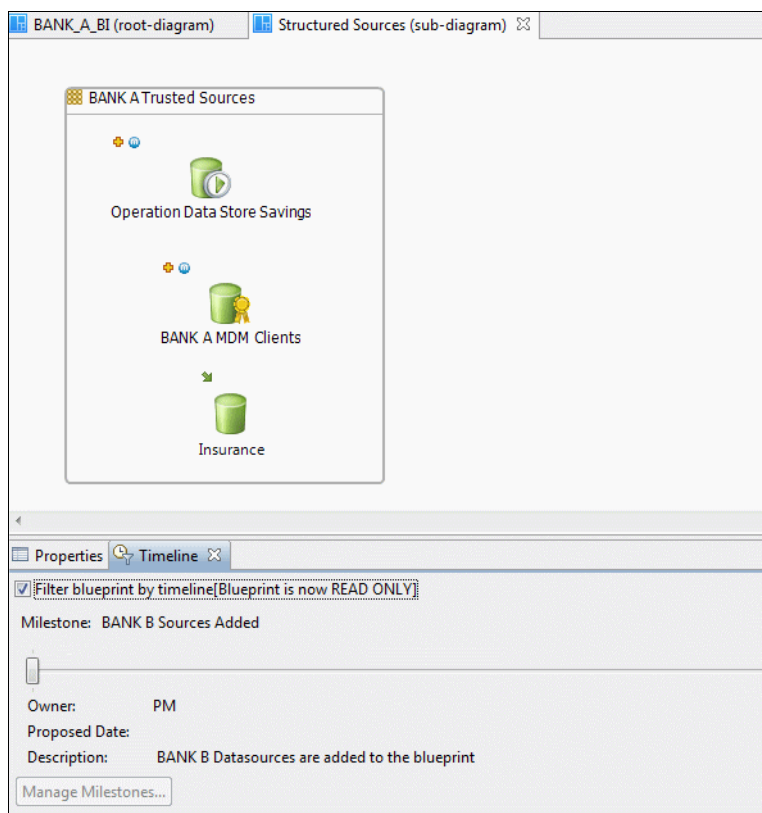 BANK_A_BI (root-diagram) Structured Sources (sub-diagram)
BANK A Trusted Sources
Operation Data Store Savings
BANK A MDM Clients
Insurance
Properties Timeline
Filter blueprint by timeline[Blueprint is now READ ONLY]
Milestone: BANK B Sources Added
Owner: PM
Proposed Date:
Description: BANK B Datasources are added to the blueprint
Manage Milestones...